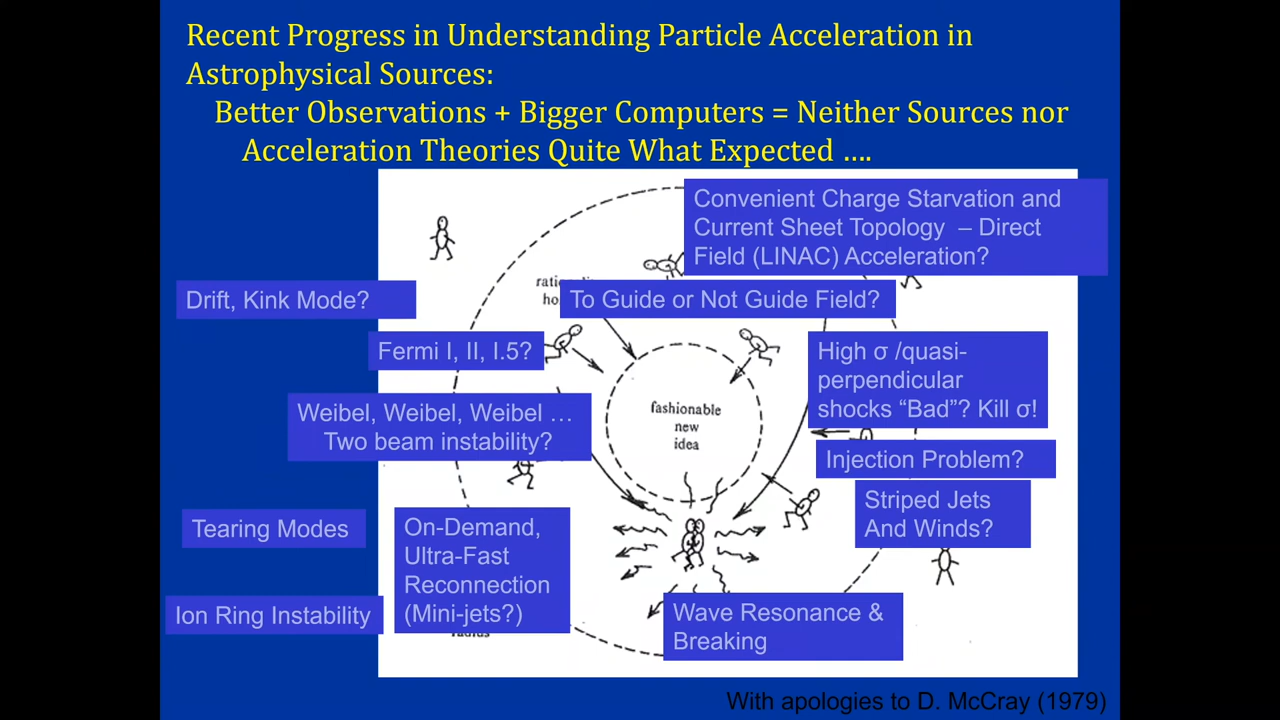 Recent Progress in Understanding Particle Acceleration in
Astrophysical Sources:
Better Observations + Bigger Computers = Neither Sources nor
Acceleration Theories Quite What Expected ....
Convenient Charge Starvation and
Current Sheet Topology – Direct
Field (LINAC) Acceleration?
Drift, Kink Mode?
To Guide or Not Guide Field?
Fermi I, II, I.5?
High σ /quasi-
perpendicular
shocks “Bad”? Kill σ!
Weibel, Weibel, Weibel …
Two beam instability?
fashionable
new
idea
Injection Problem?
Striped Jets
And Winds?
Tearing Modes
On-Demand,
Ultra-Fast
Reconnection
(Mini-jets?)
Ion Ring Instability
Wave Resonance &
Breaking
With apologies to D. McCray (1979)